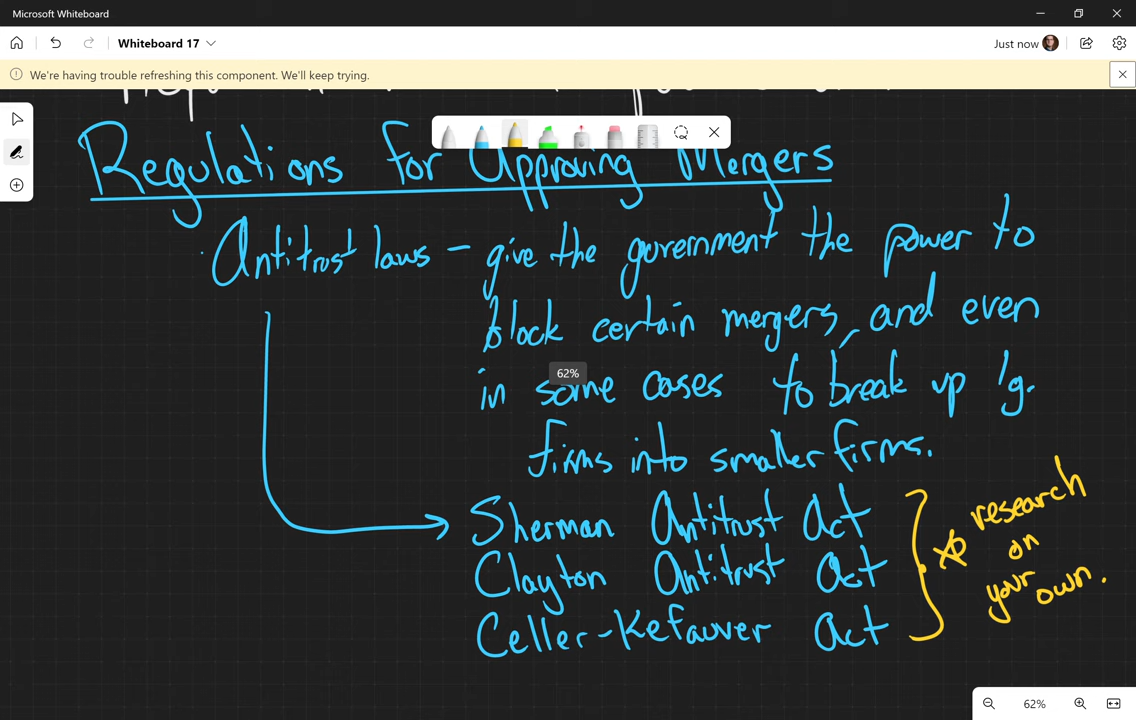 Microsoft Whiteboard
Whiteboard 17
Just now
We're having trouble refreshing this component. We'll keep trying.
Regulations for Approving Mergers
Antitrust laws - give the government the power to
block certain mergers, and even
62%
in some cases to break up lg.
firms into smaller firms.
Sherman Antitrust Act
Clayton Antitrust Act
Celler-Kefauver Act
* research
on
your own.
62%